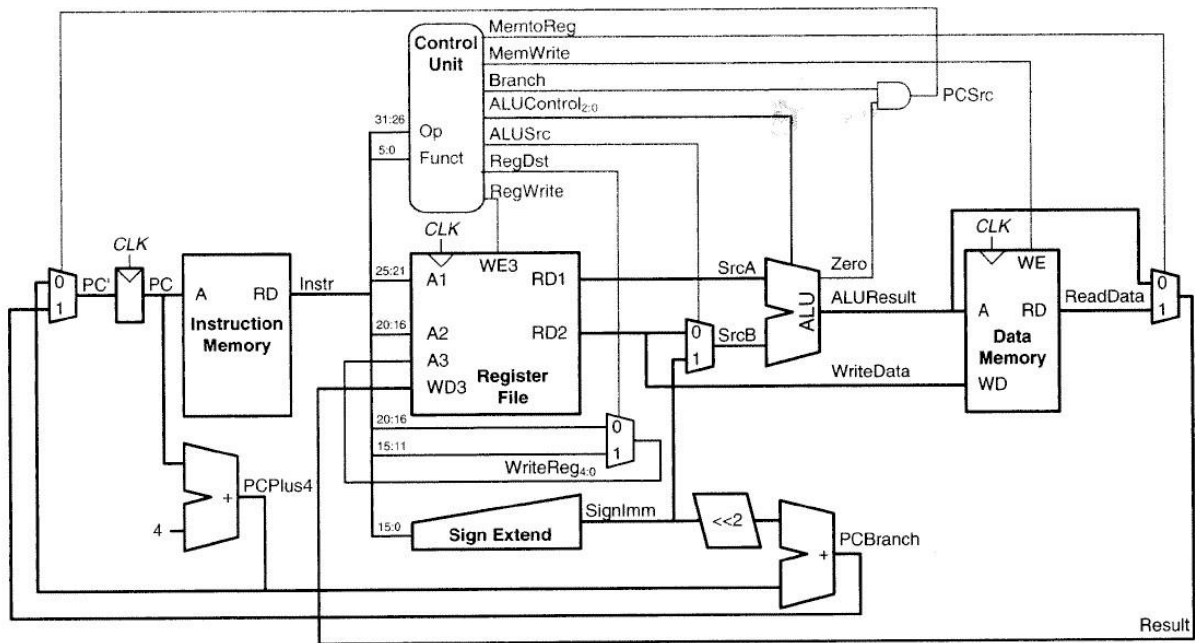 MemtoReg
Control Unit
MemWrite
Branch
ALUControl2:0
PCSrc
31:26
Op
ALUSrc
5:0
Funct
RegDst
RegWrite
CLK
CLK
CLK
0
1
PC'
PC
A RD
Instr
Instruction Memory
25:21
A1
WE3
RD1
SrcA
Zero
WE
20:16
A2
RD2
0
1
SrcB
ALU
ALUResult
A RD
ReadData
0
1
A3
Data Memory
WD3
Register File
WriteData
WD
20:16
0
15:11
1
WriteReg4:0
PCPlus4
+
4
15:0
Sign Extend
SignImm
<<2
+
PCBranch
Result